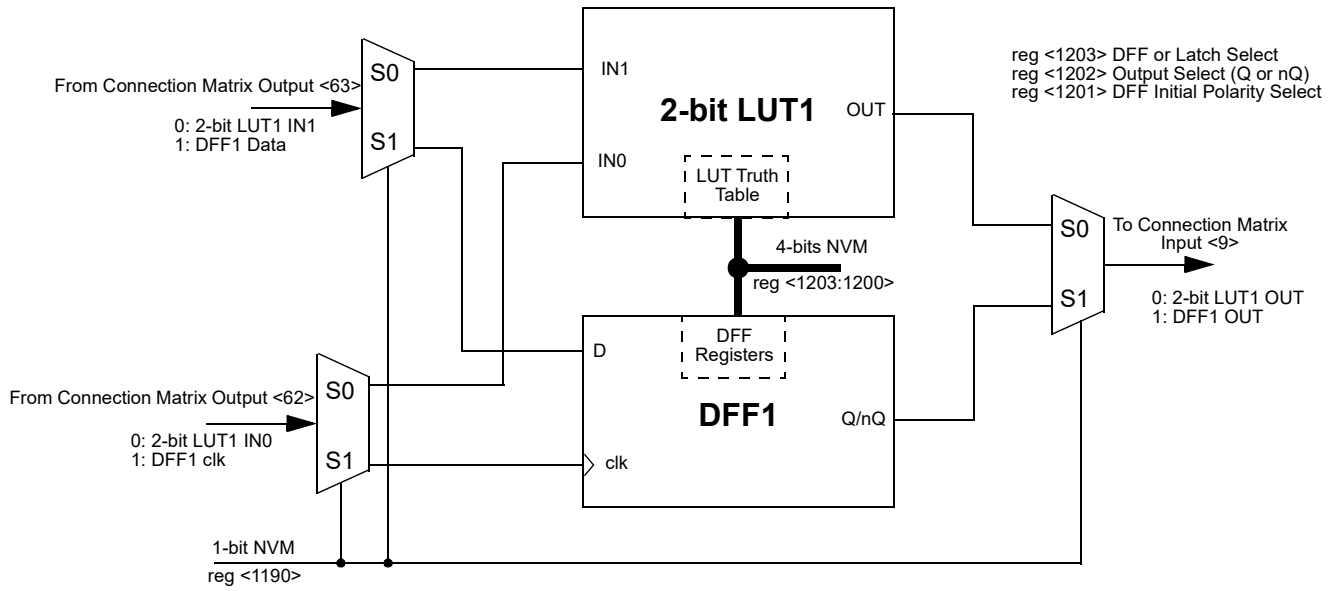 reg <1203> DFF or Latch Select
reg <1202> Output Select (Q or nQ)
reg <1201> DFF Initial Polarity Select
From Connection Matrix Output <63>
0: 2-bit LUT1 IN1
1: DFF1 Data
S0
S1
IN1
IN0
2-bit LUT1
OUT
LUT Truth
Table
4-bits NVM
reg <1203:1200>
S0
S1
To Connection Matrix
Input <9>
0: 2-bit LUT1 OUT
1: DFF1 OUT
From Connection Matrix Output <62>
0: 2-bit LUT1 IN0
1: DFF1 clk
S0
S1
D
clk
DFF
Registers
DFF1
Q/nQ
1-bit NVM
reg <1190>